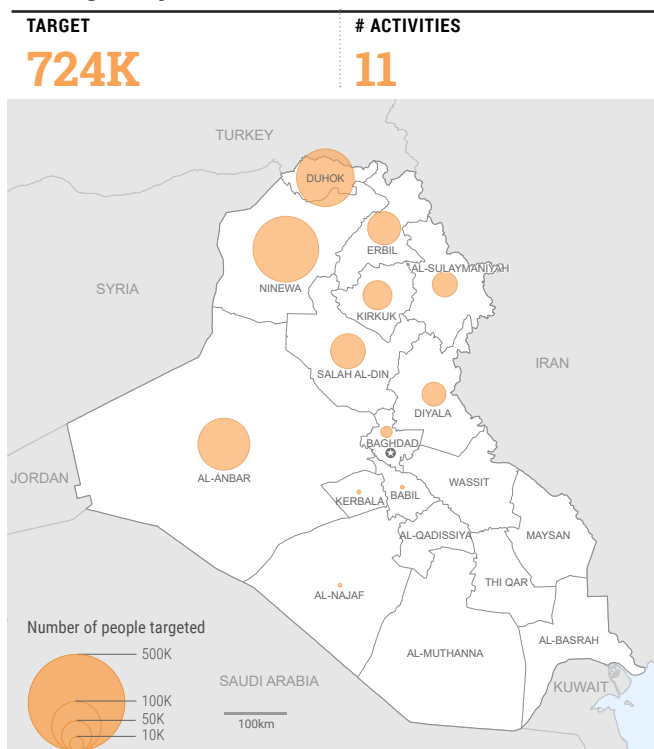 TARGET
# ACTIVITIES
724K
11
TURKEY
DUHOK
ERBIL
AL-SULAYMANIYAH
NINEWA
SYRIA
KIRKUK
IRAN
SALAH AL-DIN
DIYALA
BAGHDAD
JORDAN
AL-ANBAR
WASSIT
BABIL
KERBALA
AL-QADISSIYA
MAYSAN
THI QAR
AL-NAJAF
Number of people targeted
AL-BASRAH
AL-MUTHANNA
500K
SAUDI ARABIA
KUWAIT
100K
50K
100km
10K